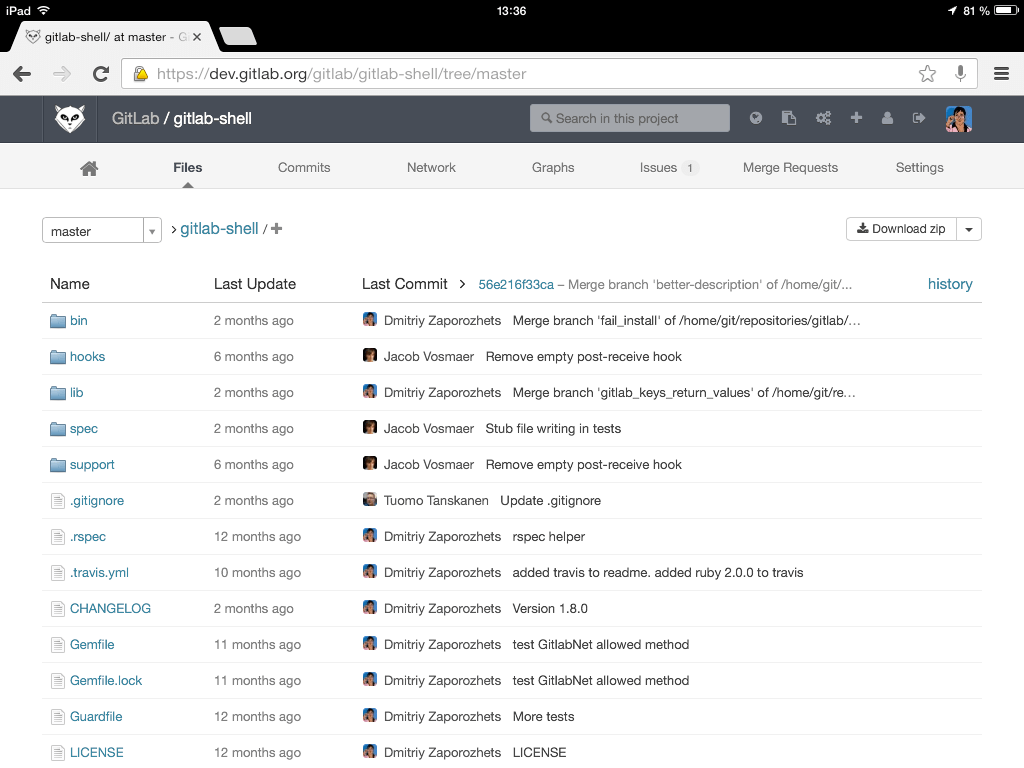 iPad 13:36 81 %
gitlab-shell/ at master - G
https://dev.gitlab.org/gitlab/gitlab-shell/tree/master
GitLab / gitlab-shell Search in this project
Files Commits Network Graphs Issues 1 Merge Requests Settings
master > gitlab-shell / + Download zip
Name Last Update Last Commit > 56e216f33ca – Merge branch 'better-description' of /home/git/... history
bin 2 months ago Dmitriy Zaporozhets Merge branch 'fail_install' of /home/git/repositories/gitlab/…
hooks 6 months ago Jacob Vosmaer Remove empty post-receive hook
lib 2 months ago Dmitriy Zaporozhets Merge branch 'gitlab_keys_return_values' of /home/git/re…
spec 2 months ago Jacob Vosmaer Stub file writing in tests
support 6 months ago Jacob Vosmaer Remove empty post-receive hook
.gitignore 2 months ago Tuomo Tanskanen Update .gitignore
.rspec 12 months ago Dmitriy Zaporozhets rspec helper
.travis.yml 10 months ago Dmitriy Zaporozhets added travis to readme. added ruby 2.0.0 to travis
CHANGELOG 2 months ago Dmitriy Zaporozhets Version 1.8.0
Gemfile 11 months ago Dmitriy Zaporozhets test GitlabNet allowed method
Gemfile.lock 11 months ago Dmitriy Zaporozhets test GitlabNet allowed method
Guardfile 12 months ago Dmitriy Zaporozhets More tests
LICENSE 12 months ago Dmitriy Zaporozhets LICENSE